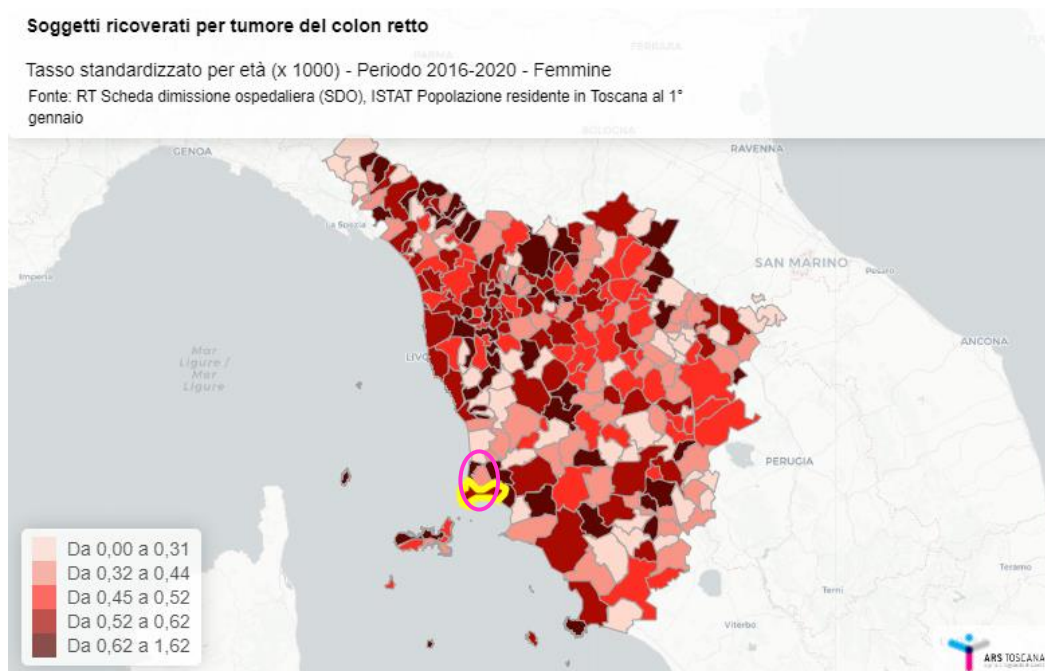 Soggetti ricoverati per tumore del colon retto
Tasso standardizzato per età (x 1000) - Periodo 2016-2020 - Femmine
Fonte: RT Scheda dimissione ospedaliera (SDO), ISTAT Popolazione residente in Toscana al 1°
gennaio
PARMA
FERRARA
BOLOGNA
GENOA
RAVENNA
La Spezia
SAN MARINO
Imperia
Pesaro
Mar
Ligure /
Mar
Ligure
LIVO
ANCONA
PERUGIA
Da 0,00 a 0,31
Da 0,32 a 0,44
Da 0,45 a 0,52
Da 0,52 a 0,62
Da 0,62 a 1,62
Teramo
Terni
Viterbo
ARS TOSCANA